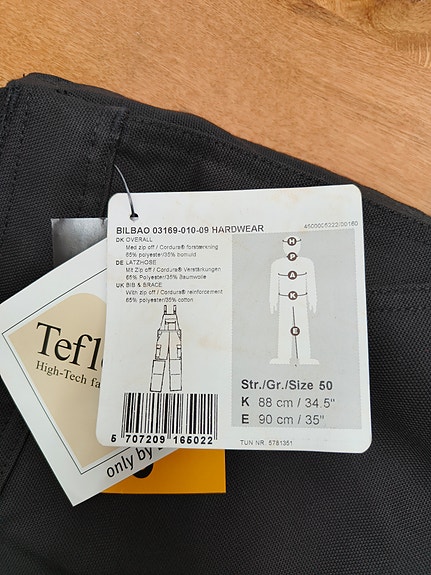 BILBAO 03169-010-09 HARDWEAR
4600005222/00160
DK OVERALL
Med zip off / Cordura® forstærkning
65% polyester/35% bomuld
DE LATZHOSE
Mit Zip off / Cordura® Verstärkungen
65% Polyester/35% Baumwolle
UK BIB & BRACE
With zip off / Cordura® reinforcement
65% polyester/35% cotton
H
P
A
K
E
Str./Gr./Size 50
K 88 cm / 34.5"
E 90 cm / 35"
5 707209 165022
TUN NR. 5781351
Tefl
High-Tech fa
only by